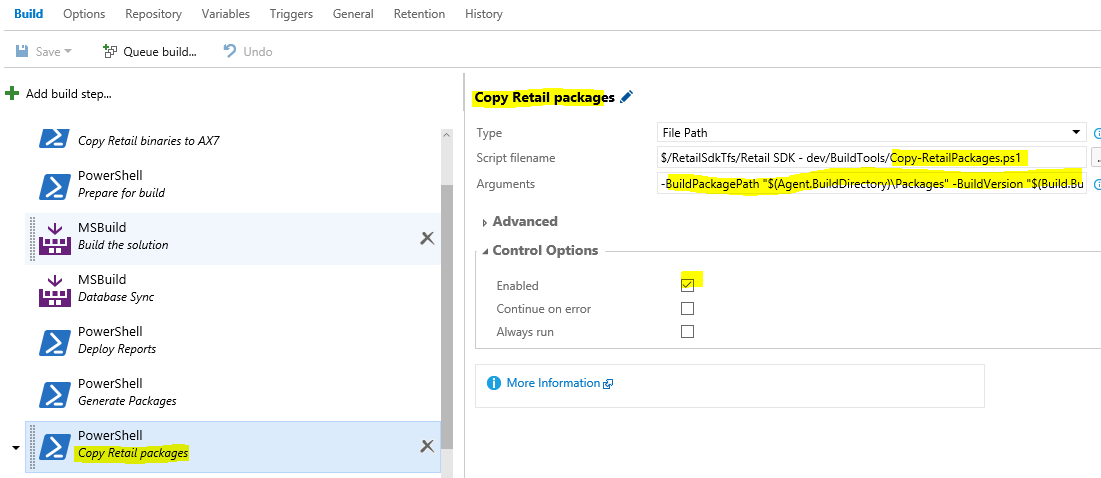 Build Options Repository Variables Triggers General Retention History
Save Queue build... Undo
Add build step...
Copy Retail binaries to AX7
PowerShell
Prepare for build
MSBuild
Build the solution
MSBuild
Database Sync
PowerShell
Deploy Reports
PowerShell
Generate Packages
PowerShell
Copy Retail packages
Copy Retail packages
Type File Path
Script filename $/RetailSdkTfs/Retail SDK - dev/BuildTools/Copy-RetailPackages.ps1 ...
Arguments -BuildPackagePath "$(Agent.BuildDirectory)\Packages" -BuildVersion "$(Build.Bu
Advanced
Control Options
Enabled
Continue on error
Always run
More Information